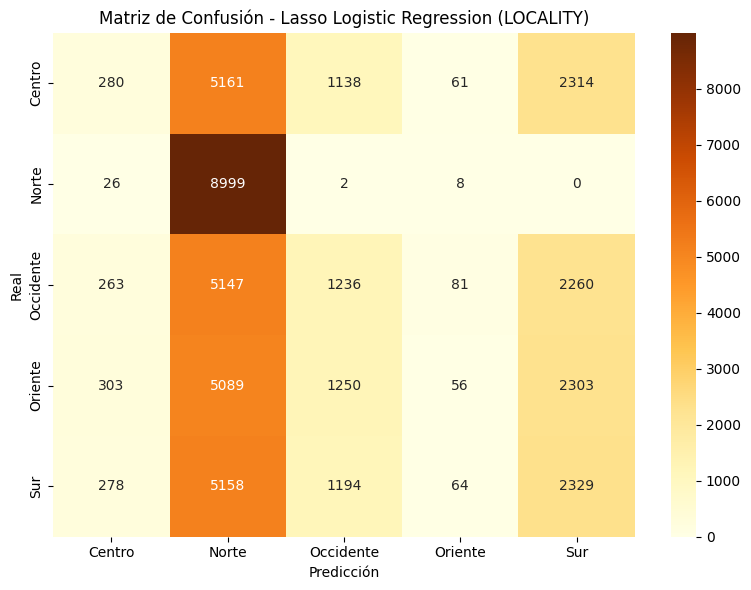 Matriz de Confusión - Lasso Logistic Regression (LOCALITY)
Real
Centro 280 5161 1138 61 2314
Norte 26 8999 2 8 0
Occidente 263 5147 1236 81 2260
Oriente 303 5089 1250 56 2303
Sur 278 5158 1194 64 2329
Centro Norte Occidente Oriente Sur
Predicción
8000
7000
6000
5000
4000
3000
2000
1000
0